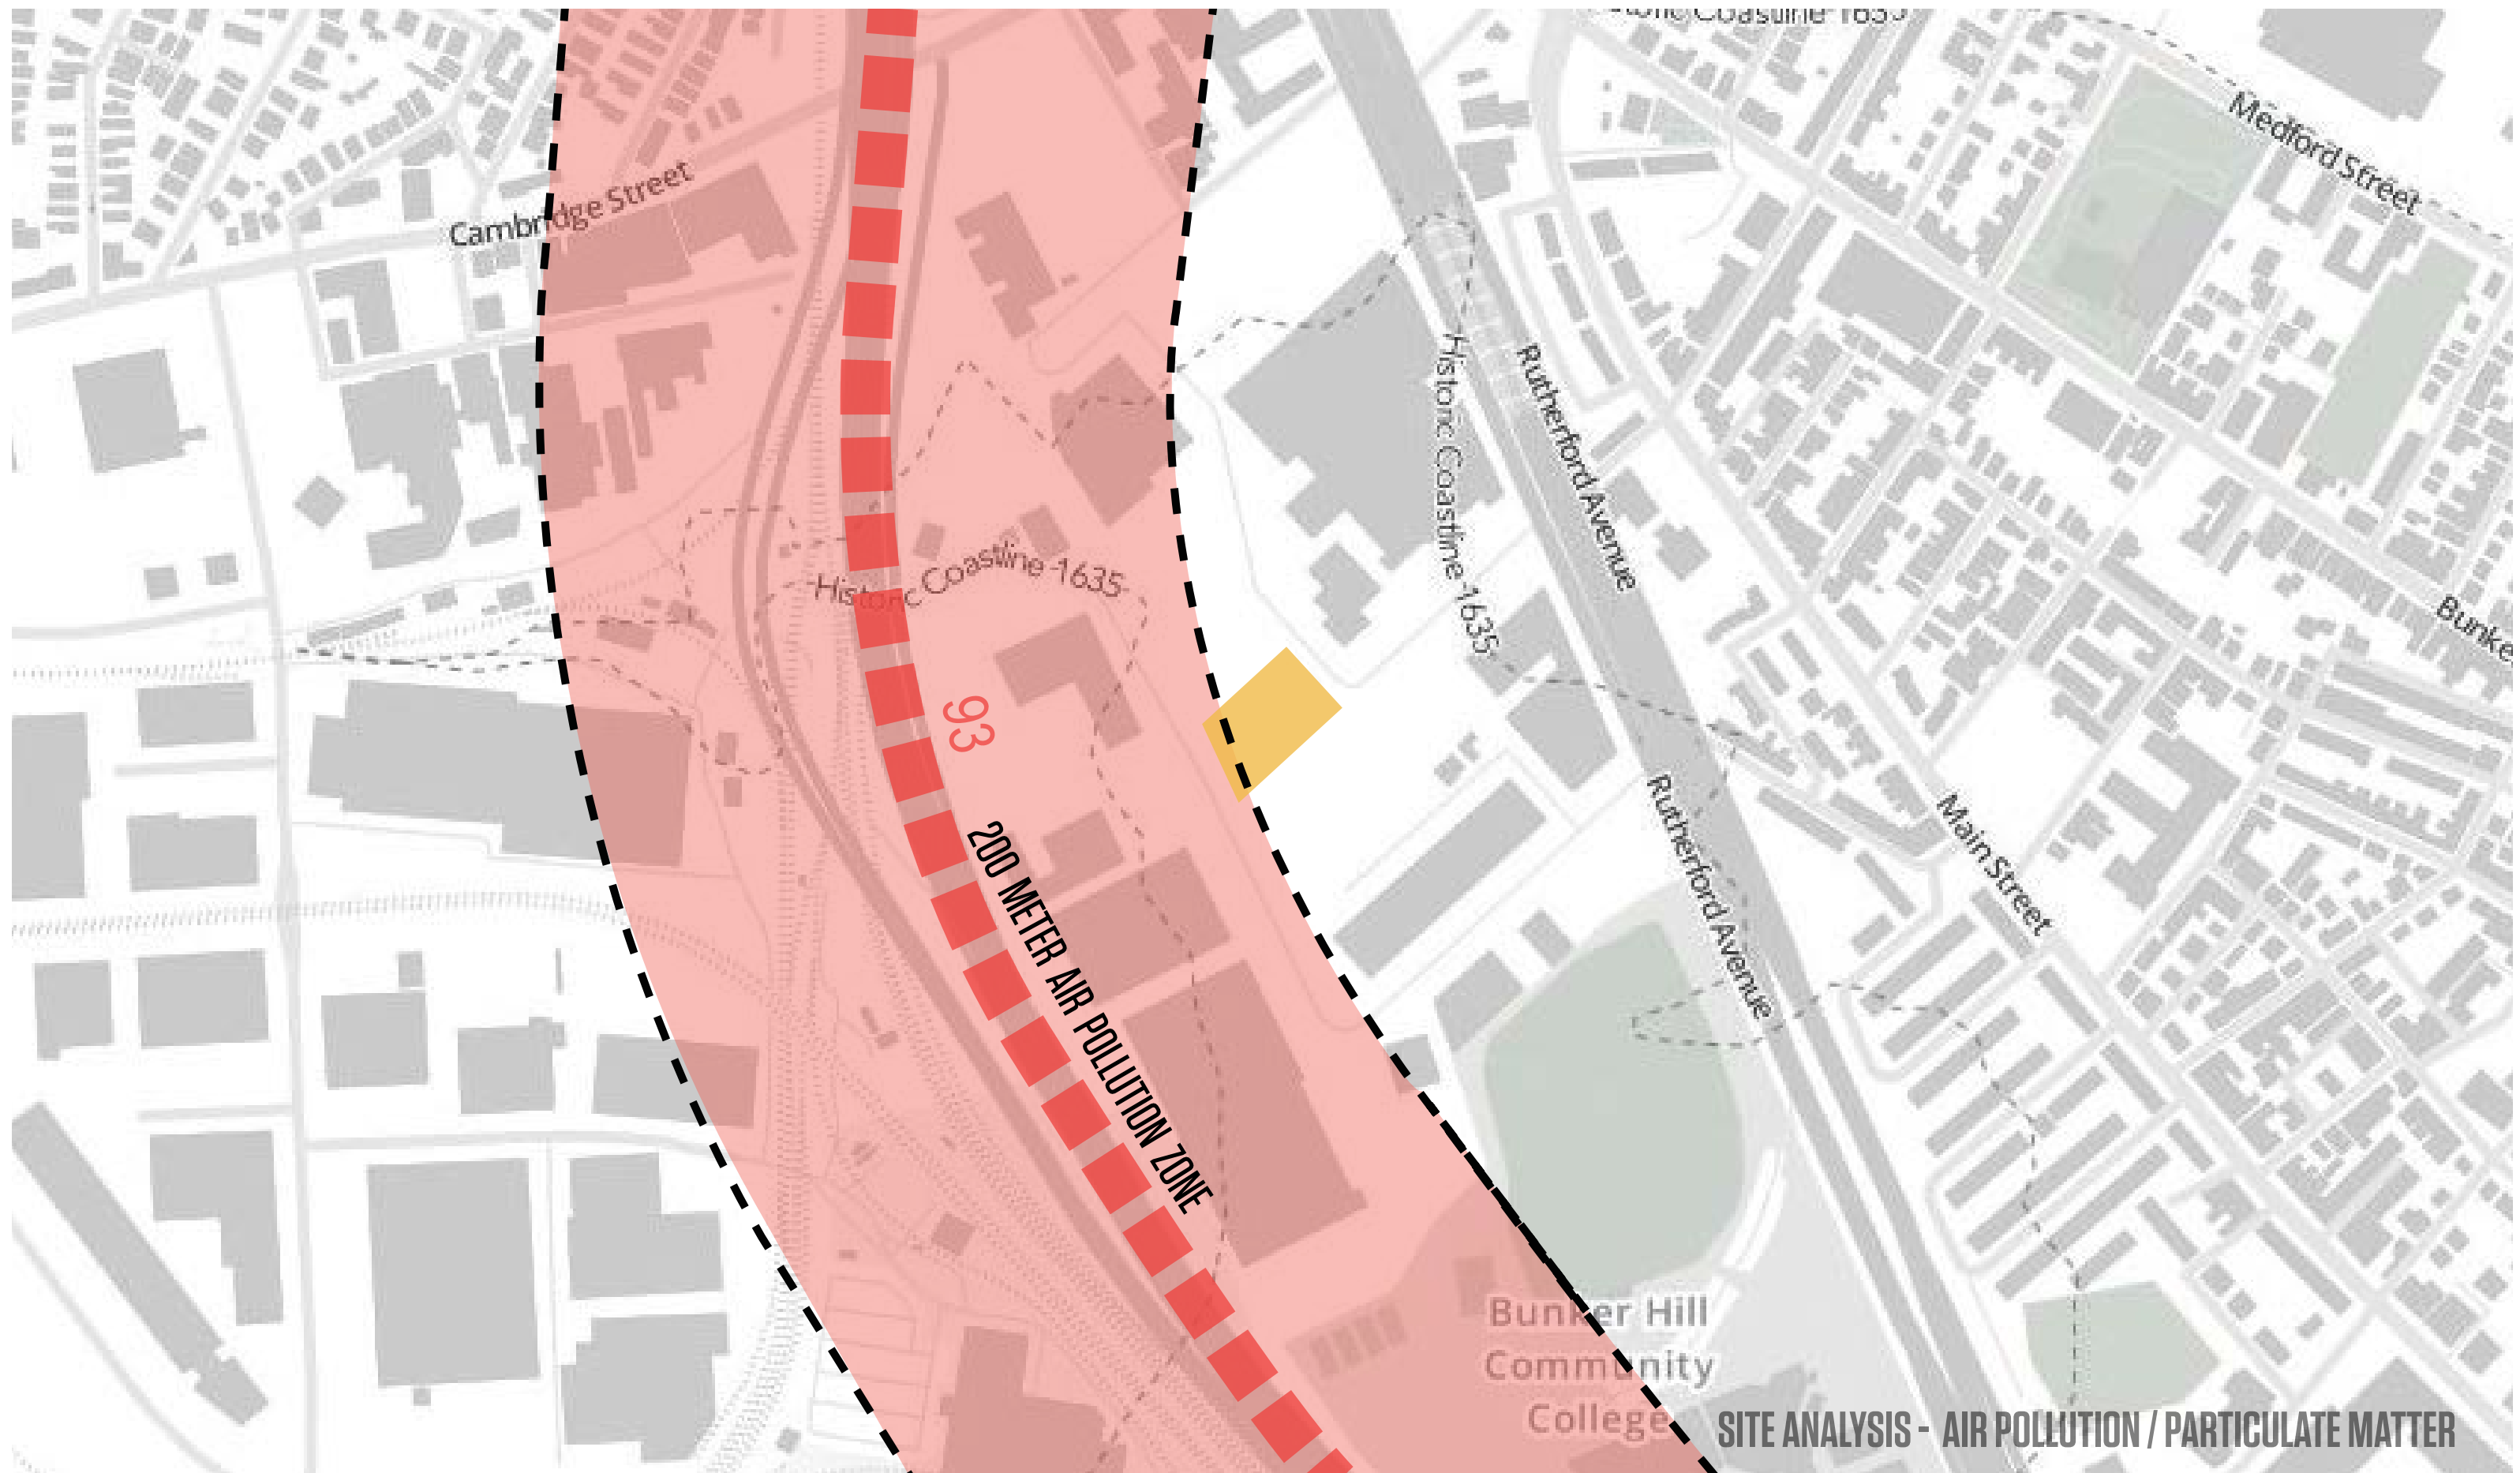 Historic Coastline 1635
Medford Street
Cambridge Street
Rutherford Avenue
Historic Coastline 1635
Historic Coastline 1635
Bunke
93
Rutherford Avenue
Main Street
200 METER AIR POLLUTION ZONE
Bunker Hill
Community
College
SITE ANALYSIS - AIR POLLUTION / PARTICULATE MATTER